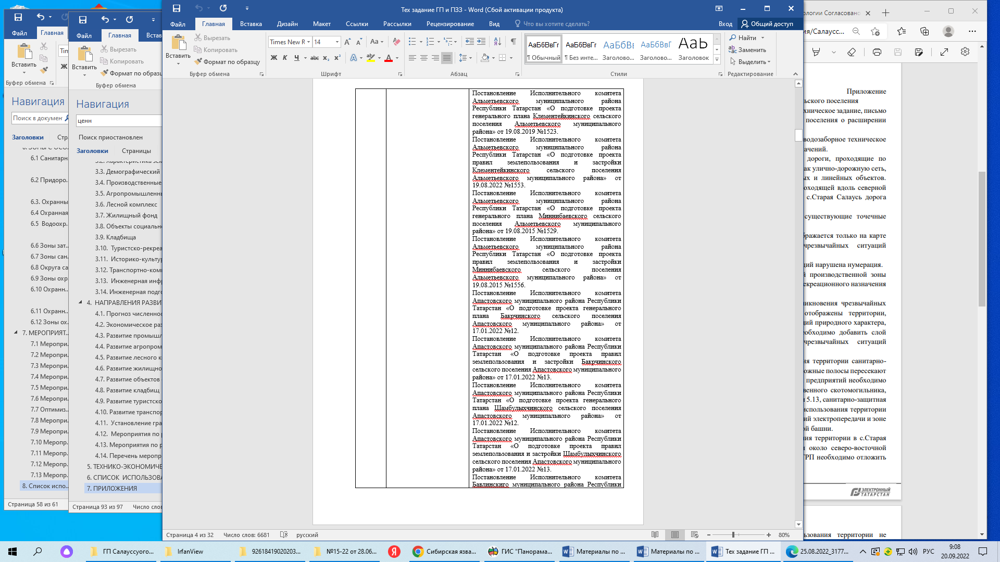 Тех задание ГП и ПЗЗ - Word (Сбой активации продукта)
Файл Главная Вставка Дизайн Макет Ссылки Рассылки Рецензирование Вид Что вы хотите сделать? Вход Общий доступ
Вставить
Вырезать
Копировать
Формат по образцу
Буфер обмена
Times New R 14
Шрифт
Абзац
АаБбВвГг АаБбВвГг АаБбВв АаБбВвГ
¶ Обычный ¶ Без инте... Заголово... Заголово... Заголовок
Стили
Найти
Заменить
Выделить
Редактирование
Постановление Исполнительного комитета
Альметьевского муниципального района
Республики Татарстан «О подготовке проекта
генерального плана Клементейкинского сельского
поселения Альметьевского муниципального
района» от 19.08.2019 №1523.
Постановление Исполнительного комитета
Альметьевского муниципального района
Республики Татарстан «О подготовке проекта
правил землепользования и застройки
Клементейкинского сельского поселения
Альметьевского муниципального района» от
19.08.2022 №1553.
Постановление Исполнительного комитета
Альметьевского муниципального района
Республики Татарстан «О подготовке проекта
генерального плана Миннибаевского сельского
поселения Альметьевского муниципального
района» от 19.08.2015 №1529.
Постановление Исполнительного комитета
Альметьевского муниципального района
Республики Татарстан «О подготовке проекта
правил землепользования и застройки
Миннибаевского сельского поселения
Альметьевского муниципального района» от
19.08.2015 №1556.
Постановление Исполнительного комитета
Апастовского муниципального района Республики
Татарстан «О подготовке проекта генерального
плана Бакрчинского сельского поселения
Апастовского муниципального района» от
17.01.2022 №12.
Постановление Исполнительного комитета
Апастовского муниципального района Республики
Татарстан «О подготовке проекта правил
землепользования и застройки Бакрчинского
сельского поселения Апастовского муниципального
района» от 17.01.2022 №13.
Постановление Исполнительного комитета
Апастовского муниципального района Республики
Татарстан «О подготовке проекта генерального
плана Шамбулыхчинского сельского поселения
Апастовского муниципального района» от
17.01.2022 №12.
Постановление Исполнительного комитета
Апастовского муниципального района Республики
Татарстан «О подготовке проекта правил
землепользования и застройки Шамбулыхчинского
сельского поселения Апастовского муниципального
района» от 17.01.2022 №13.
Постановление Исполнительного комитета
Бавлинскиго муниципального района Республики
Страница 4 из 32 Число слов: 6681 русский 80%
Файл Главная
Вставить
Буфер обмена
Навигация
Поиск в документ
Заголовки
6.1 Санитарн..
6.2 Придоро..
6.3. Охранны
6.4 Охранная
6.5 Водоохр..
6.6 Зоны зат..
6.7 Зоны сан..
6.8 Округа са
6.9 Зоны охр
6.10 Охранн..
6.11 Охранн..
6.12 Зоны ох..
7. МЕРОПРИЯТ..
7.1 Меропри..
7.2 Меропри..
7.3 Меропри..
7.4 Меропри..
7.5 Меропри..
7.6 Меропри..
7.7 Оптимиз..
7.8 Меропри..
7.9 Меропри..
7.10 Меропр..
7.11 Меропр..
7.12 Меропр..
7.13 Меропр..
8. Список испо..
Страница 58 из 61
Файл Главная Встав
Вставить
Вырезать
Копировать
Формат по образц
Буфер обмена
Навигация
ценн
Поиск приостановлен
Заголовки Страницы
3.2. Характеристика зем
3.3. Демографический
3.4. Производственные
3.5. Агропромышленны
3.6. Лесной комплекс
3.7. Жилищный фонд
3.8. Объекты социально
3.9. Кладбища
3.10. Туристско-рекреа
3.11. Историко-культур
3.12. Транспортно-комм
3.13. Инженерная инфр
3.14. Инженерная подго
4. НАПРАВЛЕНИЯ РАЗВИТ
4.1. Прогноз численнос
4.2. Экономическое раз
4.3. Развитие промышл
4.4. Развитие агропром
4.5. Развитие лесного к
4.6. Развитие жилищно
4.7. Развитие объектов
4.8. Развитие кладбищ
4.9. Развитие туристско
4.10. Развитие транспор
4.11. Установление гра
4.12. Мероприятия по р
4.13. Мероприятия по р
4.14. Перечень меропр
5. ТЕХНИКО-ЭКОНОМИЧЕ
6. СПИСОК ИСПОЛЬЗОВА
7. ПРИЛОЖЕНИЯ
Страница 93 из 97 Число слов
ологии Согласовано
ия/Салаусс...
Приложение
ьского поселения
хническое задание, письмо
поселения о расширении
водозаборное техническое
ачений.
дороги, проходящие по
ак улично-дорожную сеть,
ых и линейных объектов.
оходящей вдоль северной
с.Старая Салаусь дорога
существующие точечные
бражается только на карте
чрезвычайных ситуаций
ций нарушена нумерация.
й производственной зоны
екреационного назначения
никновения чрезвычайных
отображены территории,
ций природного характера,
еобходимо добавить слой
чрезвычайных ситуаций
ия территории санитарно-
ожные полосы пересекают
предприятий необходимо
венного скотомогильника,
и 5.13, санитарно-защитная
использования территории
ий электропередачи и зоне
ой башни.
ния территории в с.Старая
и около северо-восточной
ГРП необходимо отложить
ЭЛЕКТРОННЫЙ
ТАТАРСТАН
ьзования территории не
ГП Салауссуого... IrfanView 92618419020203... №15-22 от 28.06... Сибирская язва... ГИС "Панорама... Материалы по ... Материалы по ... Тех задание ГП ... 25.08.2022_3177... РУС
9:08
20.09.2022